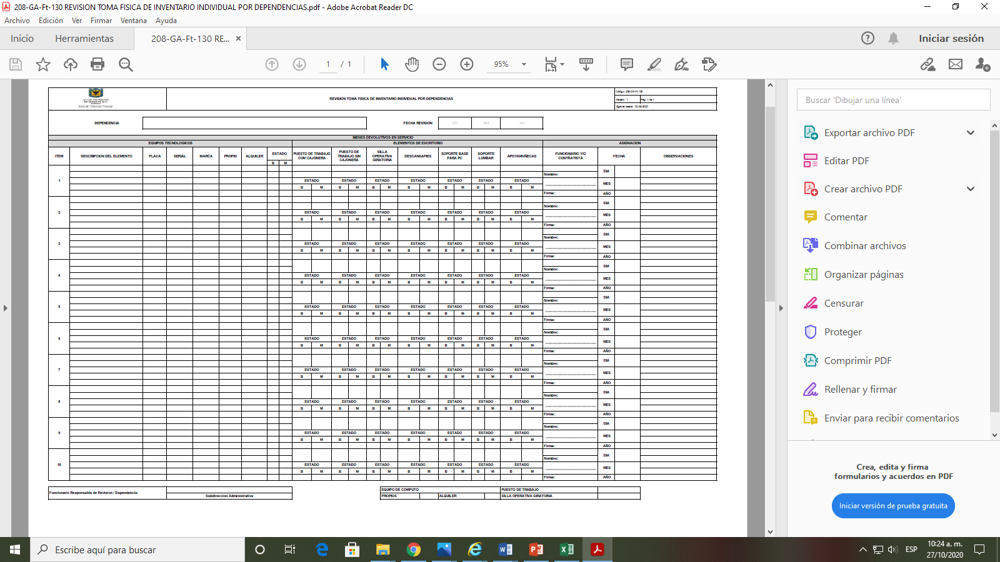 208-GA-Ft-130 REVISION TOMA FISICA DE INVENTARIO INDIVIDUAL POR DEPENDENCIAS.pdf - Adobe Acrobat Reader DC
Archivo Edición Ver Firmar Ventana Ayuda
Inicio Herramientas 208-GA-Ft-130 RE... × Iniciar sesión
1 / 1 95%
REVISION TOMA FISICA DE INVENTARIO INDIVIDUAL POR DEPENDENCIAS
Código: 208-GA-Ft-130
Versión: 1 Pág. 1 de 1
Vigente desde: 02-09-2020
DEPENDENCIA FECHA REVISION DD MM AA
BIENES DEVOLUTIVOS EN SERVICIO
EQUIPOS TECNOLOGICOS ELEMENTOS DE ESCRITORIO ASIGNACION
ITEM DESCRIPCION DEL ELEMENTO PLACA SERIAL MARCA PROPIO ALQUILER ESTADO B M PUESTO DE TRABAJO CON CAJONERA PUESTO DE TRABAJO SIN CAJONERA SILLA OPERATIVA GIRATORIA DESCANSAPIES SOPORTE BASE PARA PC SOPORTE LUMBAR APOYAMUÑECAS FUNCIONARIO Y/O CONTRATISTA FECHA OBSERVACIONES
DIA
Nombre:
1 ESTADO ESTADO ESTADO ESTADO ESTADO ESTADO ESTADO
B M B M B M B M B M B M B M MES
Firma: AÑO
DIA
Nombre:
2 ESTADO ESTADO ESTADO ESTADO ESTADO ESTADO ESTADO
B M B M B M B M B M B M B M MES
Firma: AÑO
DIA
Nombre:
3 ESTADO ESTADO ESTADO ESTADO ESTADO ESTADO ESTADO
B M B M B M B M B M B M B M MES
Firma: AÑO
DIA
Nombre:
4 ESTADO ESTADO ESTADO ESTADO ESTADO ESTADO ESTADO
B M B M B M B M B M B M B M MES
Firma: AÑO
DIA
Nombre:
5 ESTADO ESTADO ESTADO ESTADO ESTADO ESTADO ESTADO
B M B M B M B M B M B M B M MES
Firma: AÑO
DIA
Nombre:
6 ESTADO ESTADO ESTADO ESTADO ESTADO ESTADO ESTADO
B M B M B M B M B M B M B M MES
Firma: AÑO
DIA
Nombre:
7 ESTADO ESTADO ESTADO ESTADO ESTADO ESTADO ESTADO
B M B M B M B M B M B M B M MES
Firma: AÑO
DIA
Nombre:
8 ESTADO ESTADO ESTADO ESTADO ESTADO ESTADO ESTADO
B M B M B M B M B M B M B M MES
Firma: AÑO
DIA
Nombre:
9 ESTADO ESTADO ESTADO ESTADO ESTADO ESTADO ESTADO
B M B M B M B M B M B M B M MES
Firma: AÑO
DIA
Nombre:
10 ESTADO ESTADO ESTADO ESTADO ESTADO ESTADO ESTADO
B M B M B M B M B M B M B M MES
Firma: AÑO
Funcionario Responsable de Revision / Dependencia:
Subdireccion Administrativa
EQUIPO DE COMPUTO PUESTO DE TRABAJO
PROPIOS ALQUILER SILLA OPERATIVA GIRATORIA
Buscar 'Dibujar una línea'
Exportar archivo PDF
Editar PDF
Crear archivo PDF
Comentar
Combinar archivos
Organizar páginas
Censurar
Proteger
Comprimir PDF
Rellenar y firmar
Enviar para recibir comentarios
Crea, edita y firma
formularios y acuerdos en PDF
Iniciar versión de prueba gratuita
Escribe aquí para buscar
ESP
10:24 a. m.
27/10/2020